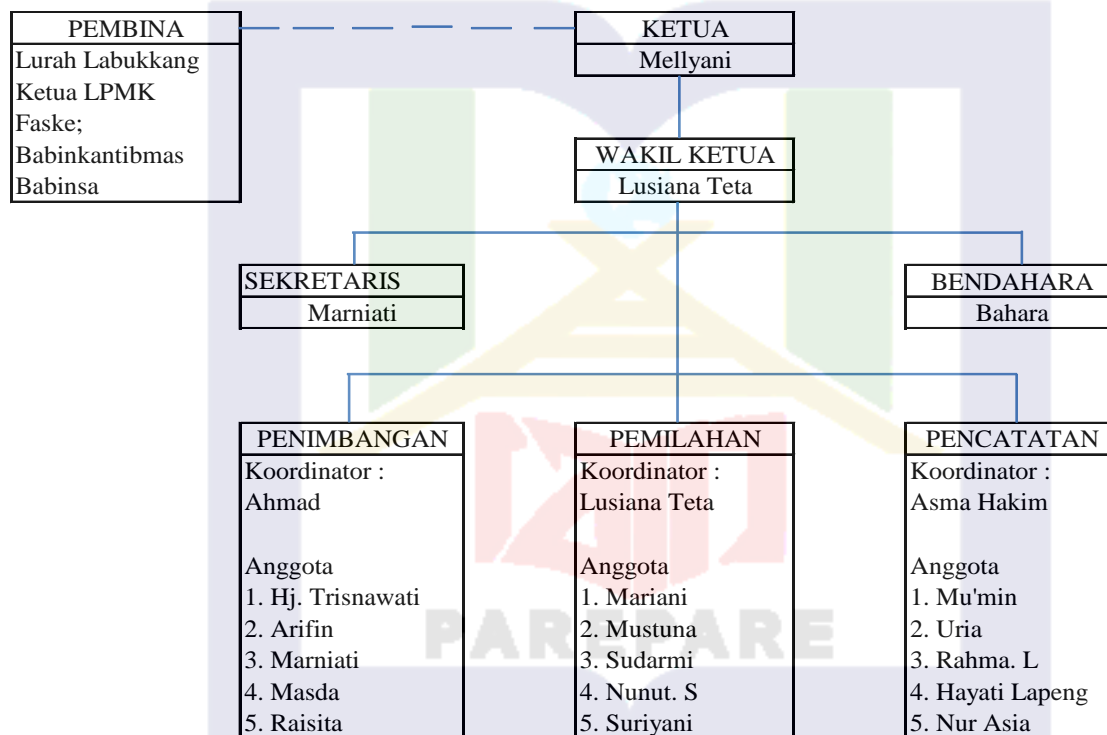 PEMBINA
Lurah Labukkang
Ketua LPMK
Faske;
Babinkantibmas
Babinsa
KETUA
Mellyani
WAKIL KETUA
Lusiana Teta
SEKRETARIS
Marniati
BENDAHARA
Bahara
PENIMBANGAN
Koordinator :
Ahmad
Anggota
1. Hj. Trisnawati
2. Arifin
3. Marniati
4. Masda
5. Raisita
PEMILAHAN
Koordinator :
Lusiana Teta
Anggota
1. Mariani
2. Mustuna
3. Sudarmi
4. Nunut. S
5. Suriyani
PENCATATAN
Koordinator :
Asma Hakim
Anggota
1. Mu'min
2. Uria
3. Rahma. L
4. Hayati Lapeng
5. Nur Asia
PAREPARE